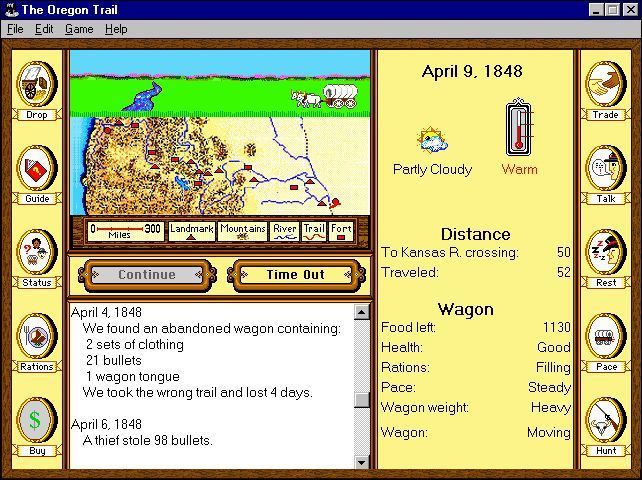 The Oregon Trail
File Edit Game Help
Drop
Guide
Status
Rations
Buy
0 300
Miles
Landmark
Mountains
River
Trail
Fort
Continue
Time Out
April 4, 1848
We found an abandoned wagon containing:
2 sets of clothing
21 bullets
1 wagon tongue
We took the wrong trail and lost 4 days.
April 6, 1848
A thief stole 98 bullets.
April 9, 1848
Partly Cloudy
Warm
Distance
To Kansas R. crossing: 50
Traveled: 52
Wagon
Food left: 1130
Health: Good
Rations: Filling
Pace: Steady
Wagon weight: Heavy
Wagon: Moving
Trade
Talk
Rest
Pace
Hunt